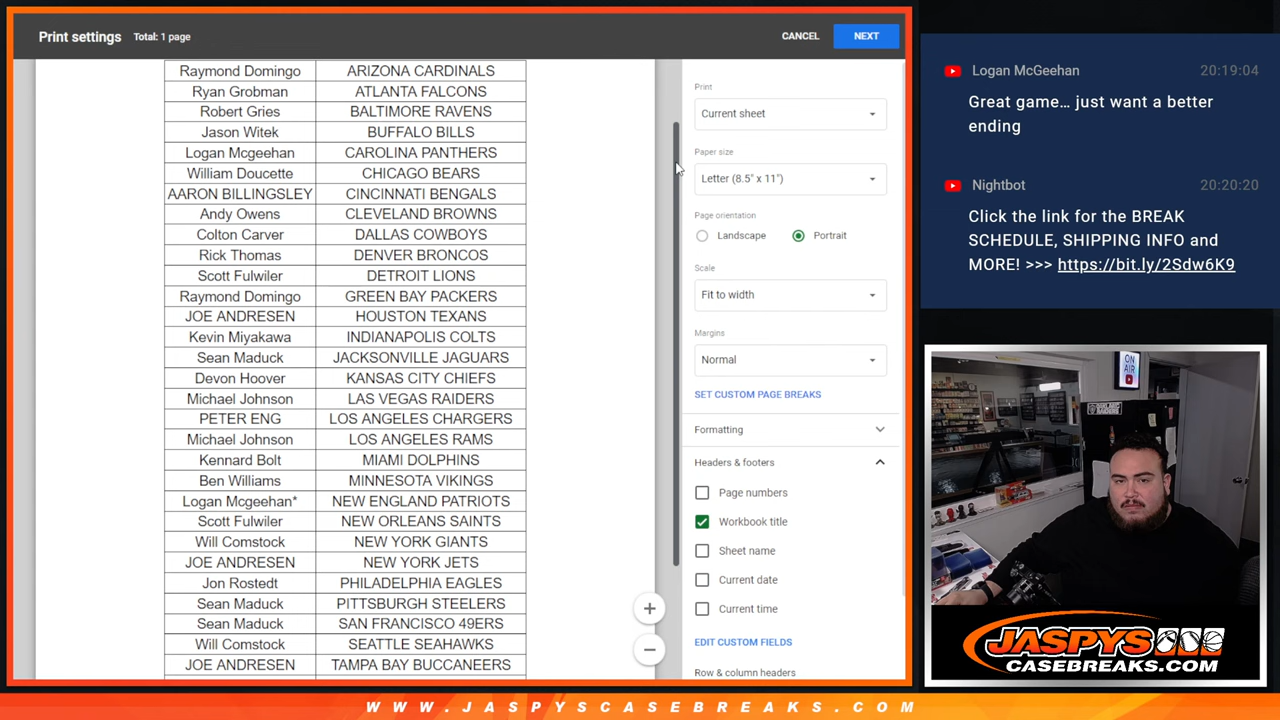 Print settings Total: 1 page CANCEL NEXT
Raymond Domingo ARIZONA CARDINALS
Ryan Grobman ATLANTA FALCONS
Robert Gries BALTIMORE RAVENS
Jason Witek BUFFALO BILLS
Logan Mcgeehan CAROLINA PANTHERS
William Doucette CHICAGO BEARS
AARON BILLINGSLEY CINCINNATI BENGALS
Andy Owens CLEVELAND BROWNS
Colton Carver DALLAS COWBOYS
Rick Thomas DENVER BRONCOS
Scott Fulwiler DETROIT LIONS
Raymond Domingo GREEN BAY PACKERS
JOE ANDRESEN HOUSTON TEXANS
Kevin Miyakawa INDIANAPOLIS COLTS
Sean Maduck JACKSONVILLE JAGUARS
Devon Hoover KANSAS CITY CHIEFS
Michael Johnson LAS VEGAS RAIDERS
PETER ENG LOS ANGELES CHARGERS
Michael Johnson LOS ANGELES RAMS
Kennard Bolt MIAMI DOLPHINS
Ben Williams MINNESOTA VIKINGS
Logan Mcgeehan* NEW ENGLAND PATRIOTS
Scott Fulwiler NEW ORLEANS SAINTS
Will Comstock NEW YORK GIANTS
JOE ANDRESEN NEW YORK JETS
Jon Rostedt PHILADELPHIA EAGLES
Sean Maduck PITTSBURGH STEELERS
Sean Maduck SAN FRANCISCO 49ERS
Will Comstock SEATTLE SEAHAWKS
JOE ANDRESEN TAMPA BAY BUCCANEERS
Print
Current sheet
Paper size
Letter (8.5" x 11")
Page orientation
Landscape Portrait
Scale
Fit to width
Margins
Normal
SET CUSTOM PAGE BREAKS
Formatting
Headers & footers
Page numbers
Workbook title
Sheet name
Current date
Current time
EDIT CUSTOM FIELDS
Row & column headers
Logan McGeehan 20:19:04
Great game… just want a better
ending
Nightbot 20:20:20
Click the link for the BREAK
SCHEDULE, SHIPPING INFO and
MORE! >>> https://bit.ly/2Sdw6K9
ON
AIR
JASPYS
CASEBREAKS.COM
WWW.JASPYSCASEBREAKS.COM